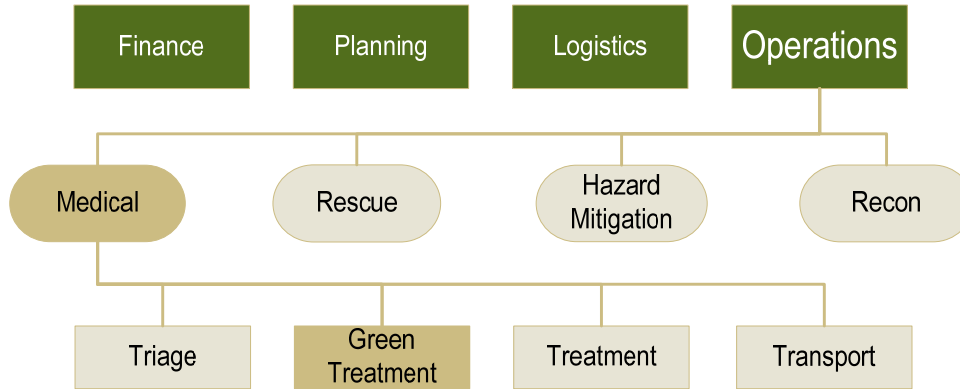 Finance
Planning
Logistics
Operations
Medical
Rescue
Hazard
Mitigation
Recon
Triage
Green
Treatment
Treatment
Transport